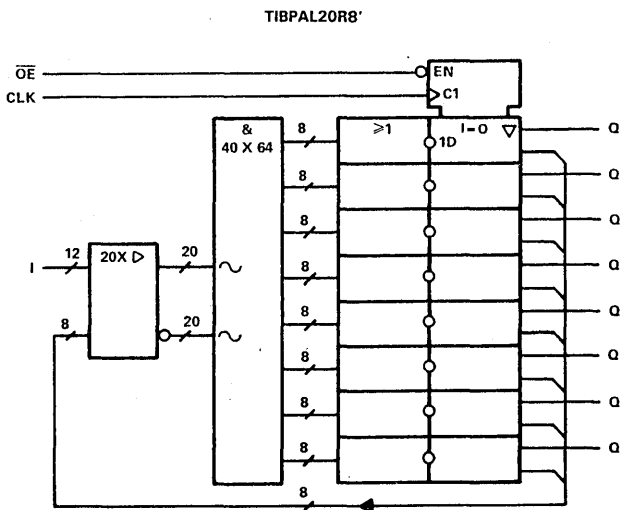 TIBPAL20R8'
OE
EN
CLK
C1
&
40 X 64
8
≥1
I=0 ▽
Q
1D
8
Q
8
Q
12
20X ▷
20
8
Q
I
8
20
8
Q
8
Q
8
Q
8
Q
8